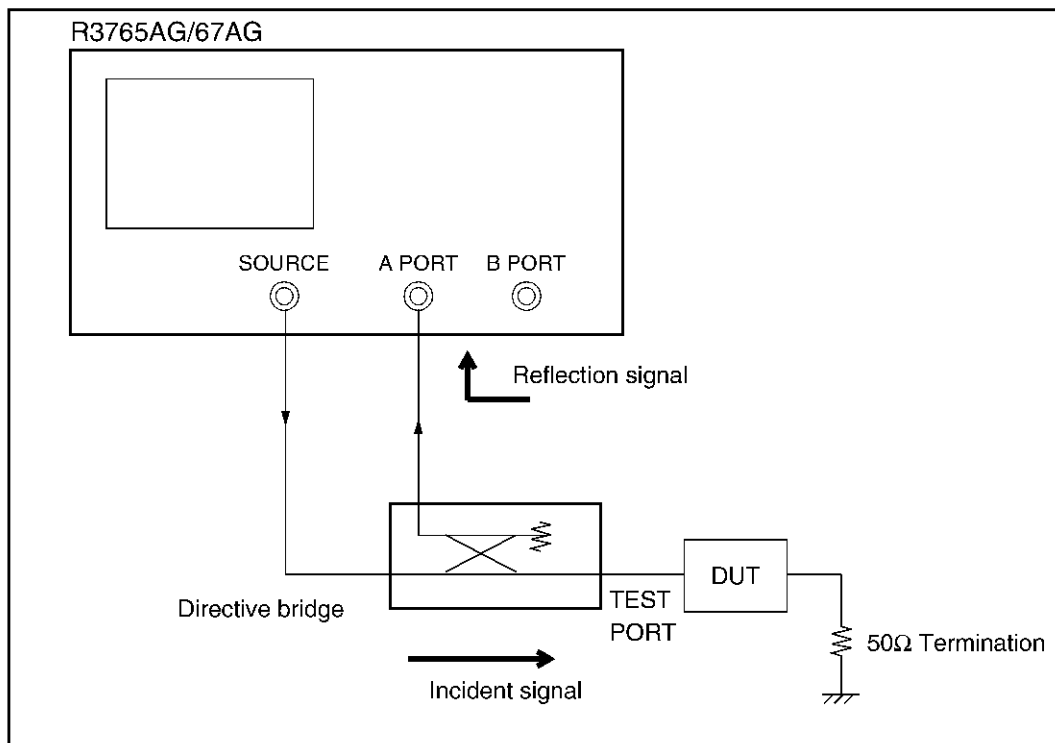 R3765AG/67AG
SOURCE
A PORT
B PORT
Reflection signal
Directive bridge
TEST
PORT
DUT
50Ω Termination
Incident signal